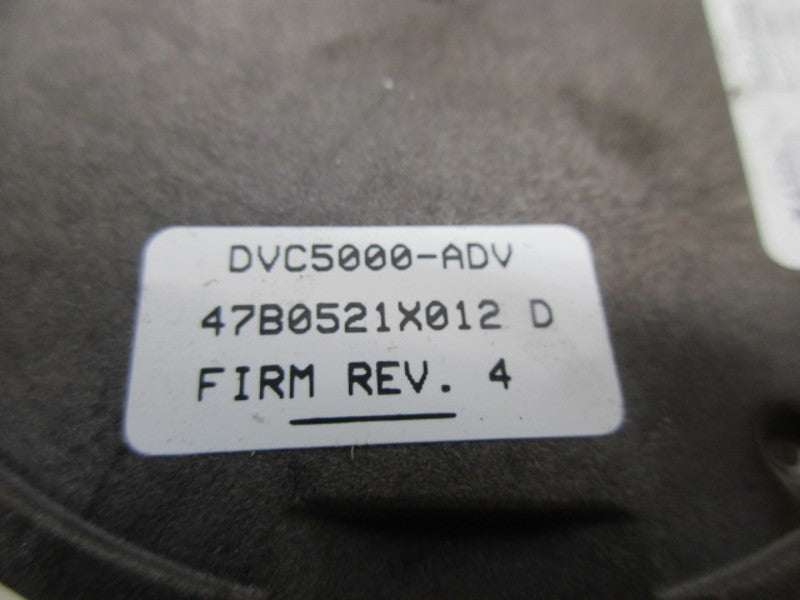 DVC5000-ADV
47B0521X012 D
FIRM REV. 4